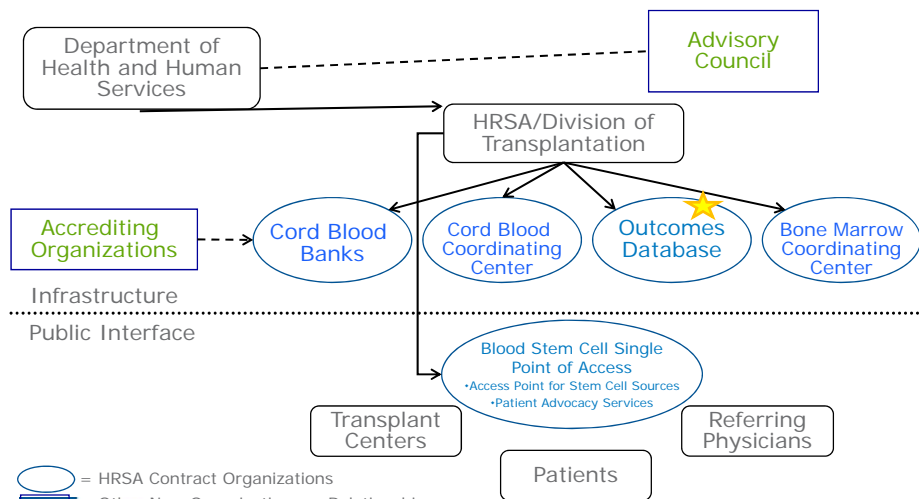 Department of
Health and Human
Services
Advisory
Council
HRSA/Division of
Transplantation
Accrediting
Organizations
Cord Blood
Banks
Cord Blood
Coordinating
Center
Outcomes
Database
Bone Marrow
Coordinating
Center
Infrastructure
Public Interface
Blood Stem Cell Single
Point of Access
•Access Point for Stem Cell Sources
•Patient Advocacy Services
Transplant
Centers
Referring
Physicians
Patients
= HRSA Contract Organizations